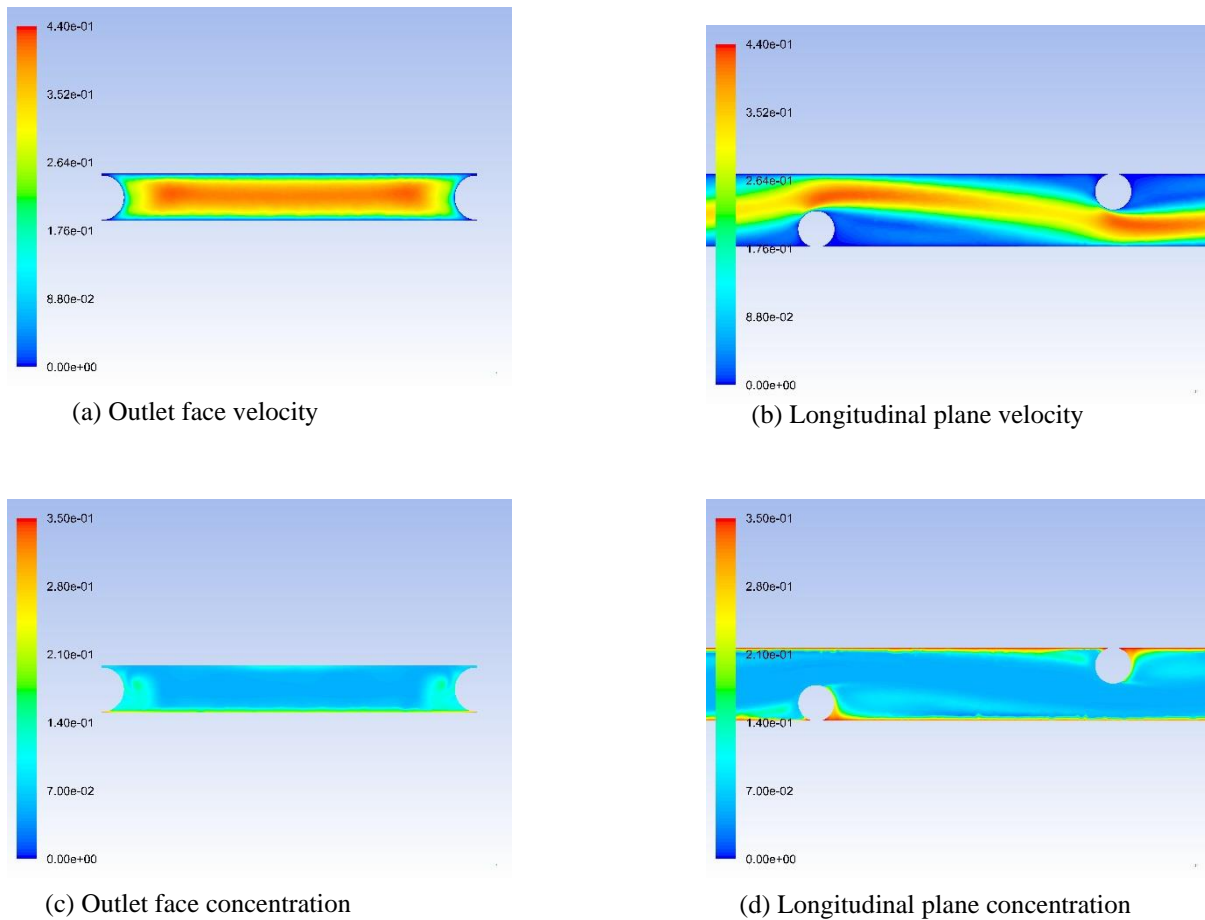 4.40e-01
3.52e-01
2.64e-01
1.76e-01
8.80e-02
0.00e+00
(a) Outlet face velocity
4.40e-01
3.52e-01
2.64e-01
1.76e-01
8.80e-02
0.00e+00
(b) Longitudinal plane velocity
3.50e-01
2.80e-01
2.10e-01
1.40e-01
7.00e-02
0.00e+00
(c) Outlet face concentration
3.50e-01
2.80e-01
2.10e-01
1.40e-01
7.00e-02
0.00e+00
(d) Longitudinal plane concentration